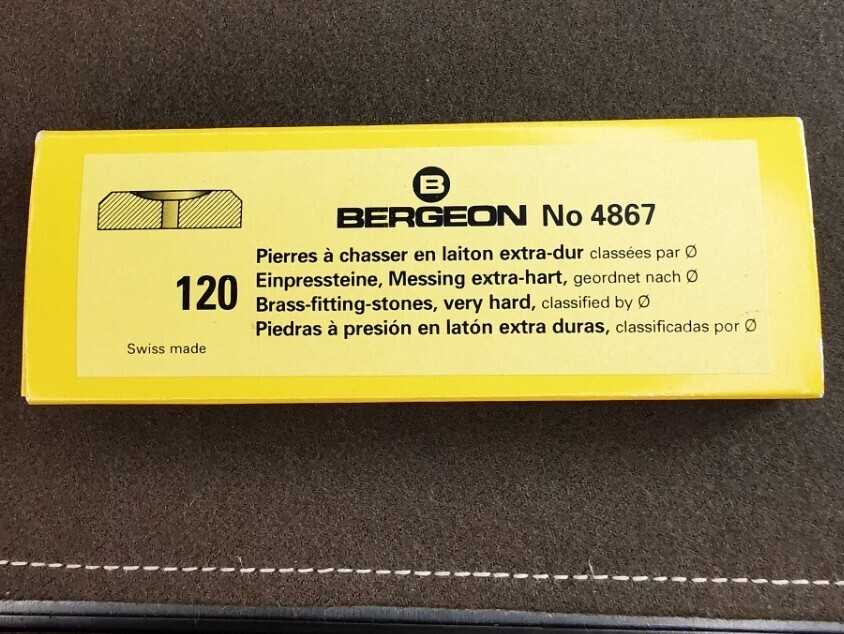 B
BERGEON No 4867
Pierres à chasser en laiton extra-dur classées par Ø
120
Einpressteine, Messing extra-hart, geordnet nach Ø
Brass-fitting-stones, very hard, classified by Ø
Piedras à presión en latón extra duras, classificadas por Ø
Swiss made